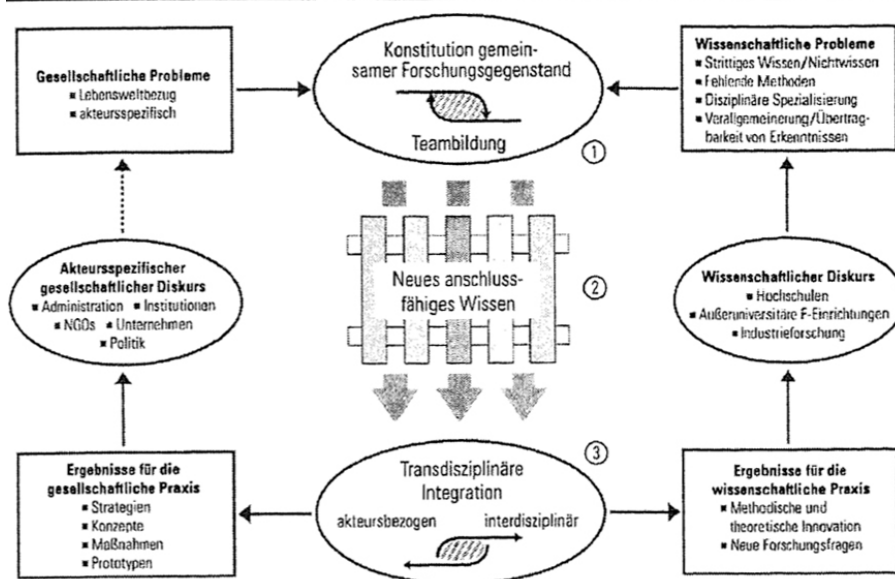 Gesellschaftliche Probleme
▪ Lebensweltbezug
▪ akteursspezifisch
Konstitution gemein-
samer Forschungsgegenstand
Teambildung
①
Wissenschaftliche Probleme
▪ Strittiges Wissen/Nichtwissen
▪ Fehlende Methoden
▪ Disziplinäre Spezialisierung
▪ Verallgemeinerung/Übertrag-
barkeit von Erkenntnissen
Akteursspezifischer
gesellschaftlicher Diskurs
▪ Administration ▪ Institutionen
▪ NGOs ▪ Unternehmen
▪ Politik
Neues anschluss-
fähiges Wissen
②
Wissenschaftlicher Diskurs
▪ Hochschulen
▪ Außeruniversitäre F-Einrichtungen
▪ Industrieforschung
Ergebnisse für die
gesellschaftliche Praxis
▪ Strategien
▪ Konzepte
▪ Maßnahmen
▪ Prototypen
③
Transdisziplinäre
Integration
akteursbezogen interdisziplinär
Ergebnisse für die
wissenschaftliche Praxis
▪ Methodische und
theoretische Innovation
▪ Neue Forschungsfragen